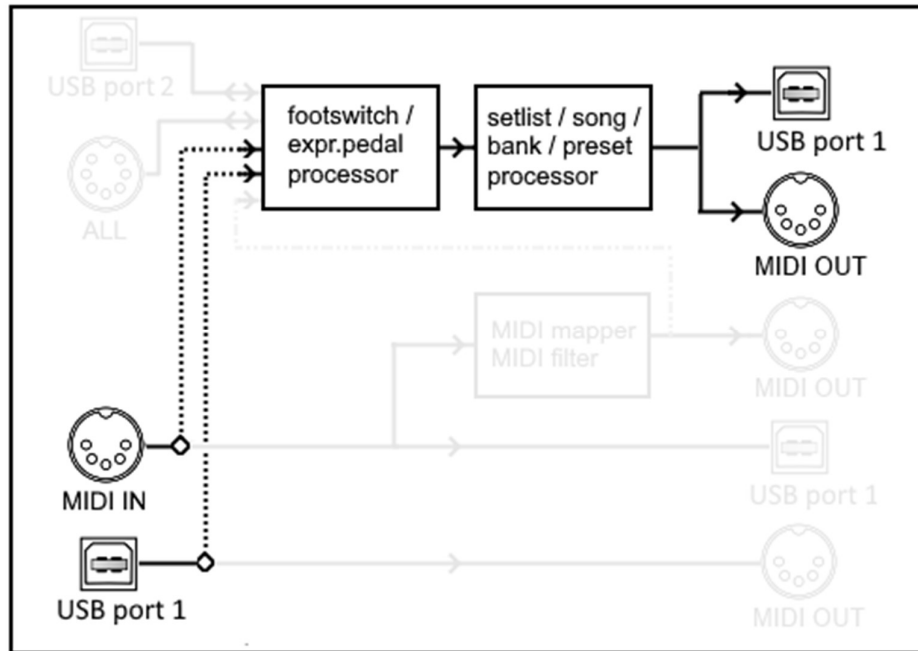 USB port 2
ALL
footswitch /
expr.pedal
processor
setlist / song /
bank / preset
processor
USB port 1
MIDI OUT
MIDI mapper
MIDI filter
MIDI OUT
MIDI IN
USB port 1
USB port 1
MIDI OUT